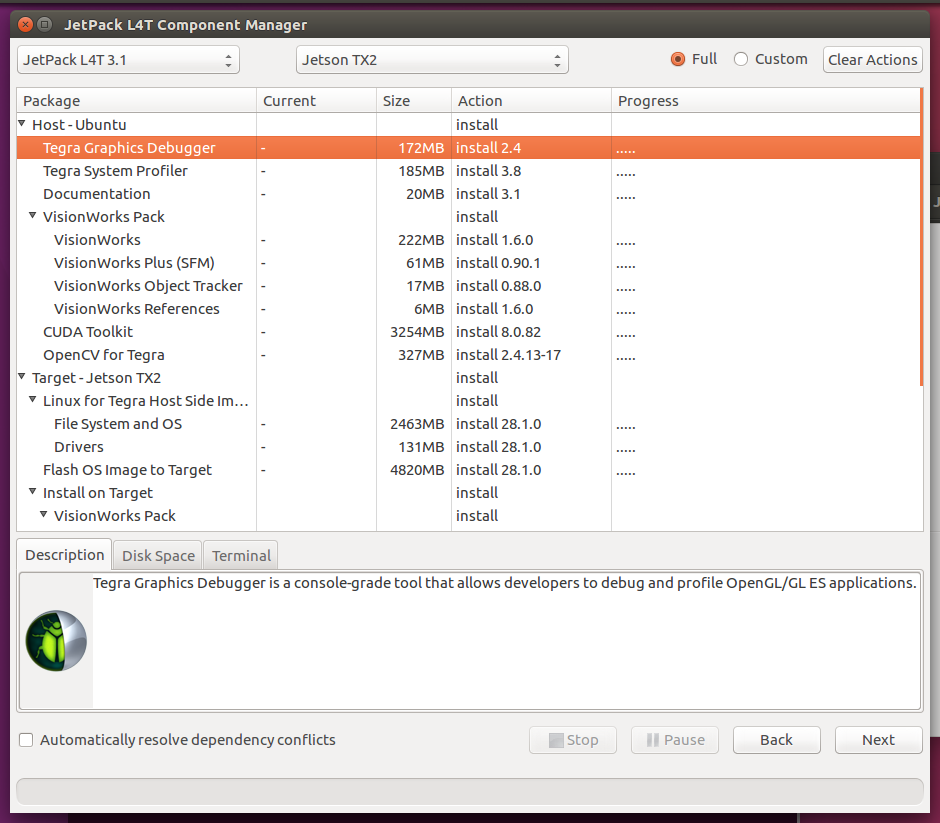 JetPack L4T Component Manager
JetPack L4T 3.1 Jetson TX2 Full Custom Clear Actions
Package Current Size Action Progress
Host - Ubuntu install
Tegra Graphics Debugger - 172MB install 2.4 .....
Tegra System Profiler - 185MB install 3.8 .....
Documentation - 20MB install 3.1 .....
VisionWorks Pack install
VisionWorks - 222MB install 1.6.0 .....
VisionWorks Plus (SFM) - 61MB install 0.90.1 .....
VisionWorks Object Tracker - 17MB install 0.88.0 .....
VisionWorks References - 6MB install 1.6.0 .....
CUDA Toolkit - 3254MB install 8.0.82 .....
OpenCV for Tegra - 327MB install 2.4.13-17 .....
Target - Jetson TX2 install
Linux for Tegra Host Side Im... install
File System and OS - 2463MB install 28.1.0 .....
Drivers - 131MB install 28.1.0 .....
Flash OS Image to Target - 4820MB install 28.1.0 .....
Install on Target install
VisionWorks Pack install
Description Disk Space Terminal
Tegra Graphics Debugger is a console-grade tool that allows developers to debug and profile OpenGL/GL ES applications.
Automatically resolve dependency conflicts Stop Pause Back Next